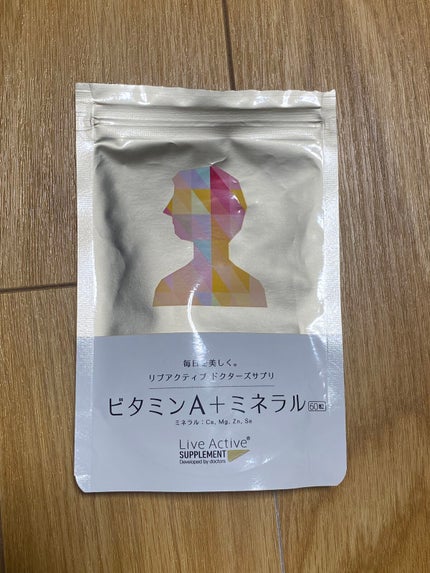 毎日を美しく。
リブアクティブ ドクターズサプリ
ビタミンA+ミネラル 60粒
ミネラル:Ca, Mg, Zn, Se
Live Active®
SUPPLEMENT
Developed by doctors